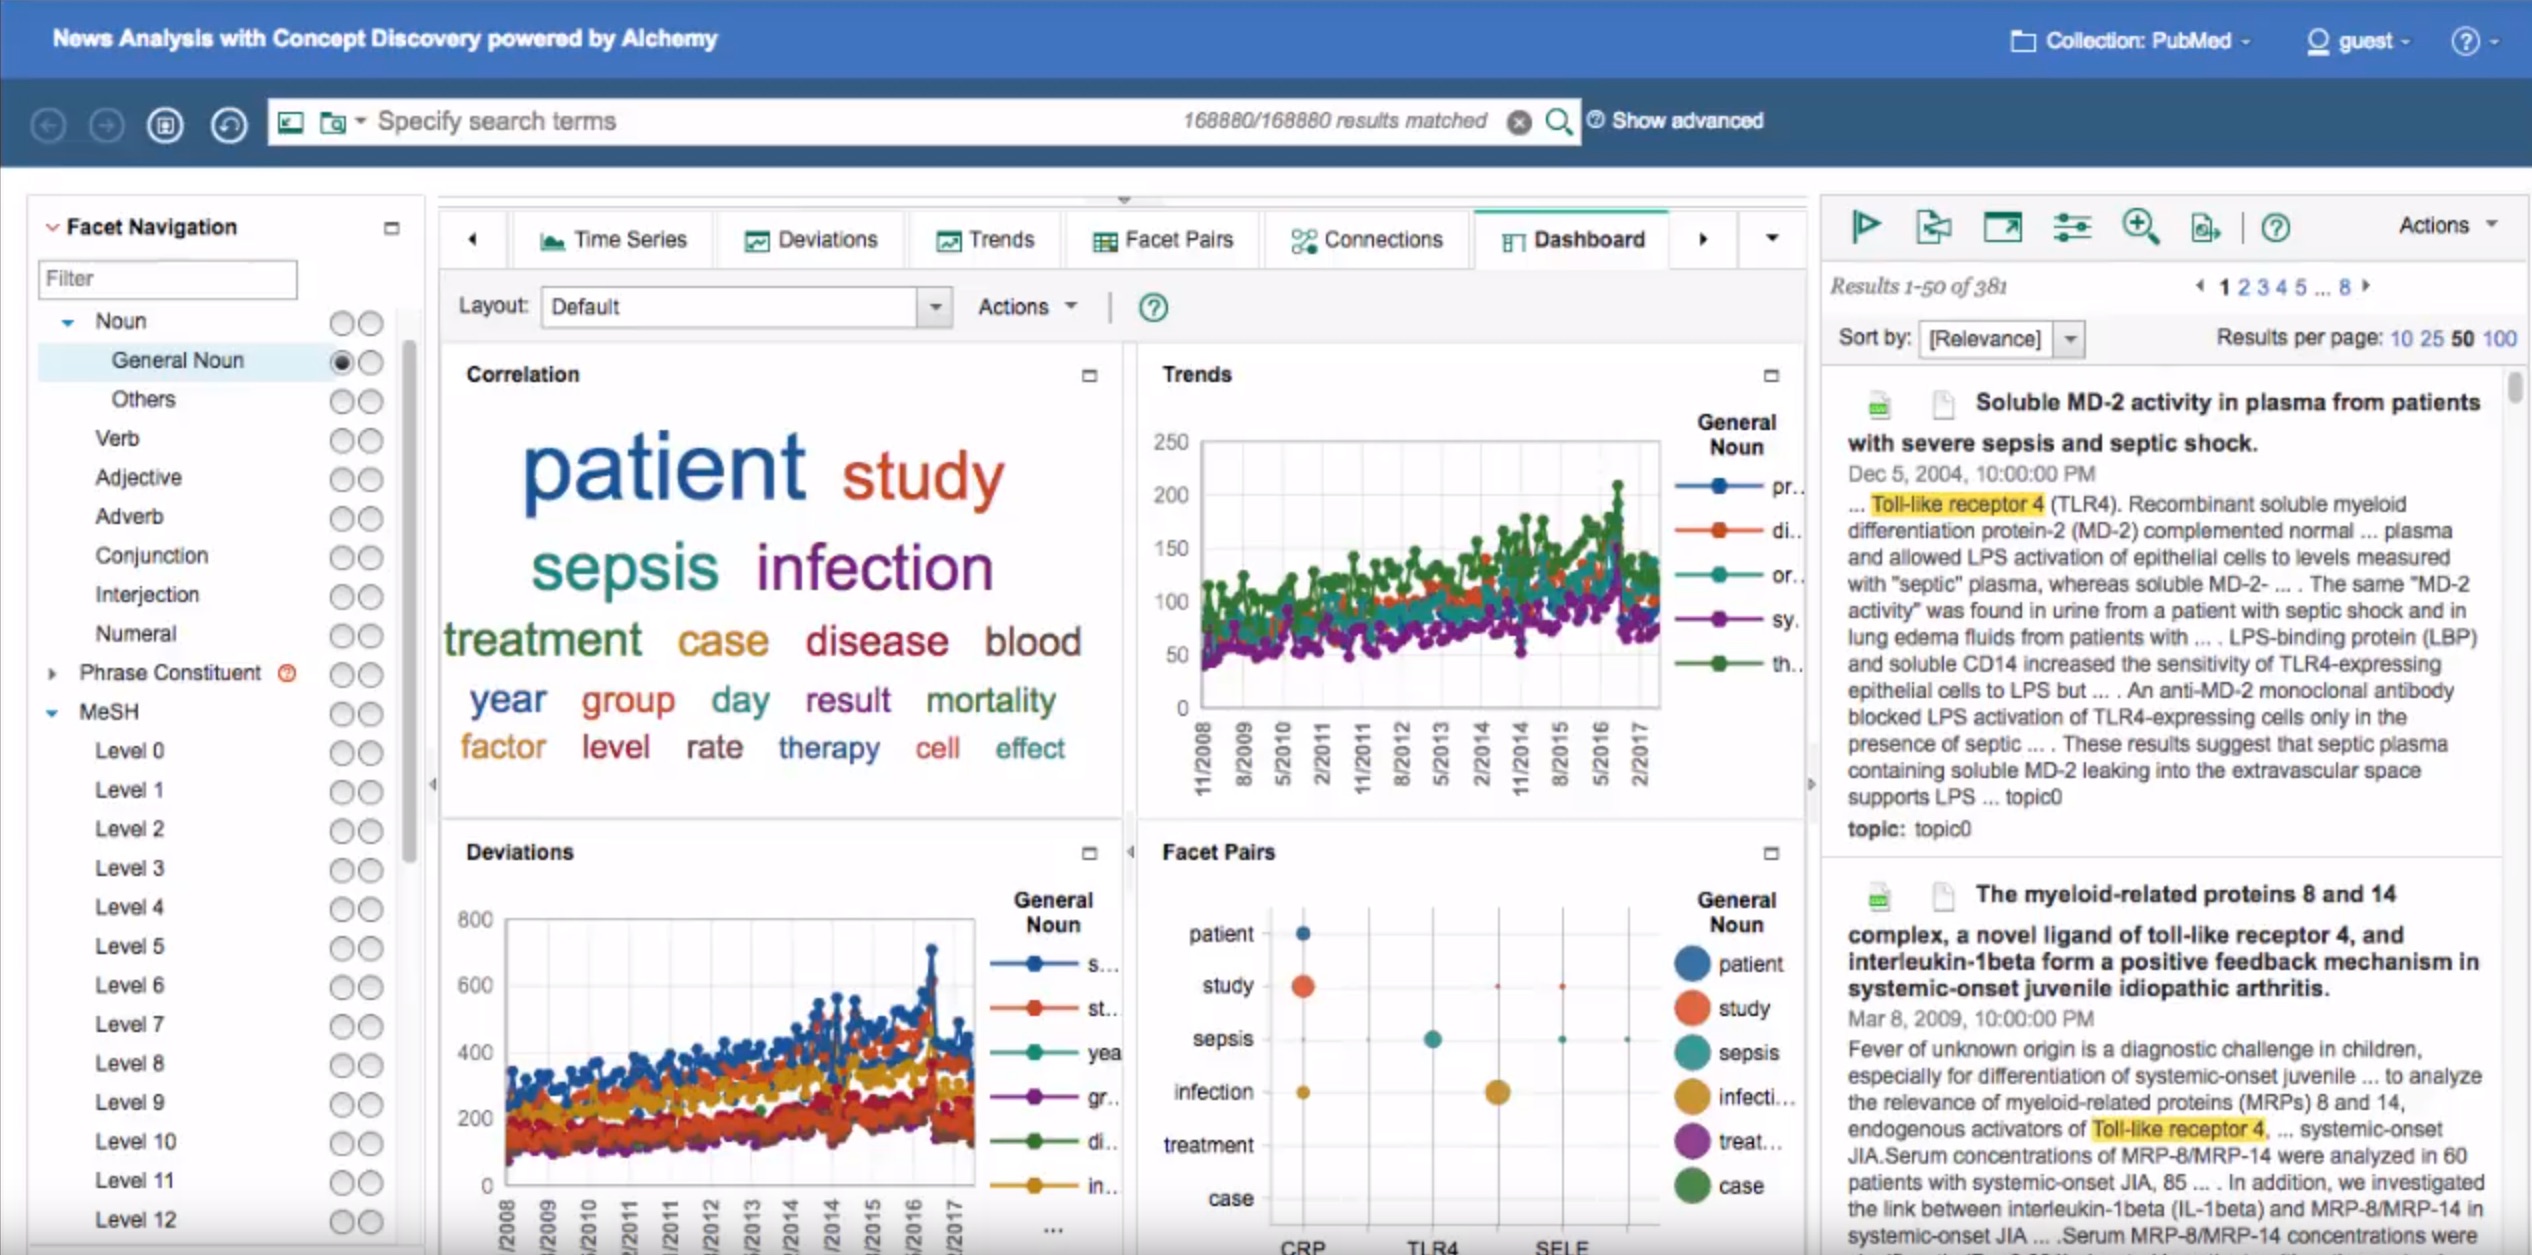 News Analysis with Concept Discovery powered by Alchemy
Collection: PubMed
guest
Specify search terms
168880/168880 results matched
Show advanced
Facet Navigation
Filter
Noun
General Noun
Others
Verb
Adjective
Adverb
Conjunction
Interjection
Numeral
Phrase Constituent
MeSH
Level 0
Level 1
Level 2
Level 3
Level 4
Level 5
Level 6
Level 7
Level 8
Level 9
Level 10
Level 11
Level 12
Time Series
Deviations
Trends
Facet Pairs
Connections
Dashboard
Layout: Default
Actions
Correlation
patient study
sepsis infection
treatment case disease blood
year group day result mortality
factor level rate therapy cell effect
Trends
250
200
150
100
50
0
11/2008
8/2009
5/2010
2/2011
11/2011
8/2012
5/2013
2/2014
11/2014
8/2015
5/2016
2/2017
General
Noun
pr..
di..
or..
sy.
th..
Deviations
800
600
400
200
0
/2008
/2009
/2010
2/2011
/2011
/2012
/2013
/2014
/2014
/2015
/2016
/2017
General
Noun
s...
st..
yea
gr..
di..
in..
...
Facet Pairs
patient
study
sepsis
infection
treatment
case
CRP
TLR4
SELE
General
Noun
patient
study
sepsis
infecti...
treat...
case
Actions
Results 1-50 of 381
1 2 3 4 5 ... 8
Sort by: [Relevance]
Results per page: 10 25 50 100
Soluble MD-2 activity in plasma from patients
with severe sepsis and septic shock.
Dec 5, 2004, 10:00:00 PM
... Toll-like receptor 4 (TLR4). Recombinant soluble myeloid
differentiation protein-2 (MD-2) complemented normal ... plasma
and allowed LPS activation of epithelial cells to levels measured
with "septic" plasma, whereas soluble MD-2- ... . The same "MD-2
activity" was found in urine from a patient with septic shock and in
lung edema fluids from patients with ... . LPS-binding protein (LBP)
and soluble CD14 increased the sensitivity of TLR4-expressing
epithelial cells to LPS but ... . An anti-MD-2 monoclonal antibody
blocked LPS activation of TLR4-expressing cells only in the
presence of septic ... . These results suggest that septic plasma
containing soluble MD-2 leaking into the extravascular space
supports LPS ... topic0
topic: topic0
The myeloid-related proteins 8 and 14
complex, a novel ligand of toll-like receptor 4, and
interleukin-1beta form a positive feedback mechanism in
systemic-onset juvenile idiopathic arthritis.
Mar 8, 2009, 10:00:00 PM
Fever of unknown origin is a diagnostic challenge in children,
especially for differentiation of systemic-onset juvenile ... to analyze
the relevance of myeloid-related proteins (MRPs) 8 and 14,
endogenous activators of Toll-like receptor 4, ... systemic-onset
JIA.Serum concentrations of MRP-8/MRP-14 were analyzed in 60
patients with systemic-onset JIA, 85 ... . In addition, we investigated
the link between interleukin-1beta (IL-1beta) and MRP-8/MRP-14 in
systemic-onset JIA ... .Serum MRP-8/MRP-14 concentrations were